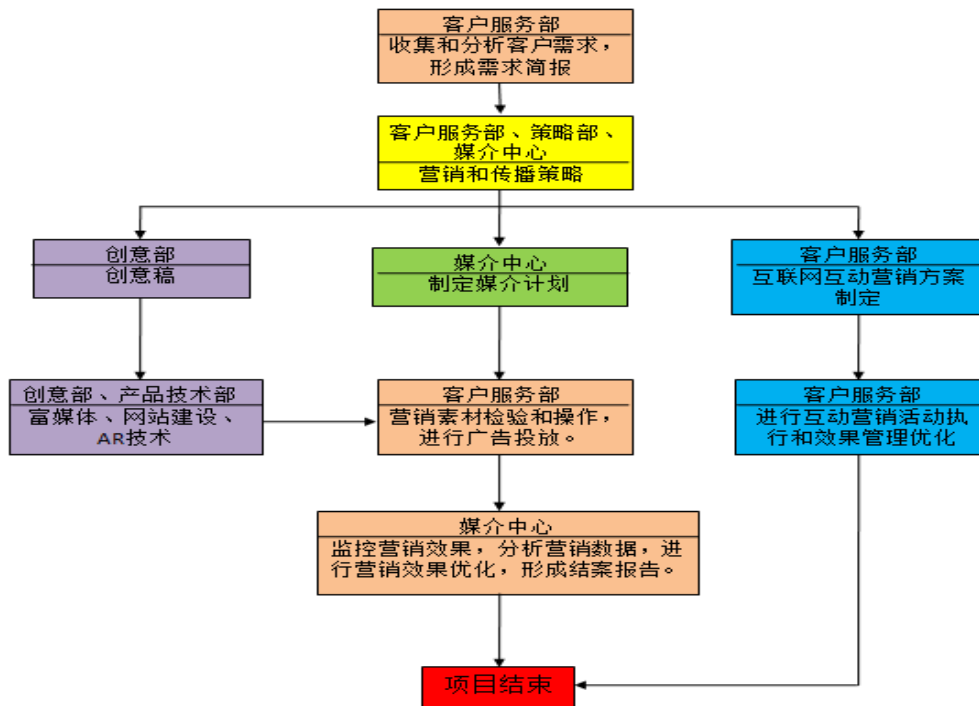 客户服务部
收集和分析客户需求，
形成需求简报
客户服务部、策略部、
媒介中心
营销和传播策略
创意部
创意稿
媒介中心
制定媒介计划
客户服务部
互联网互动营销方案
制定
创意部、产品技术部
富媒体、网站建设、
AR技术
客户服务部
营销素材检验和操作，
进行广告投放。
客户服务部
进行互动营销活动执
行和效果管理优化
媒介中心
监控营销效果，分析营销数据，进
行营销效果优化，形成结案报告。
项目结束